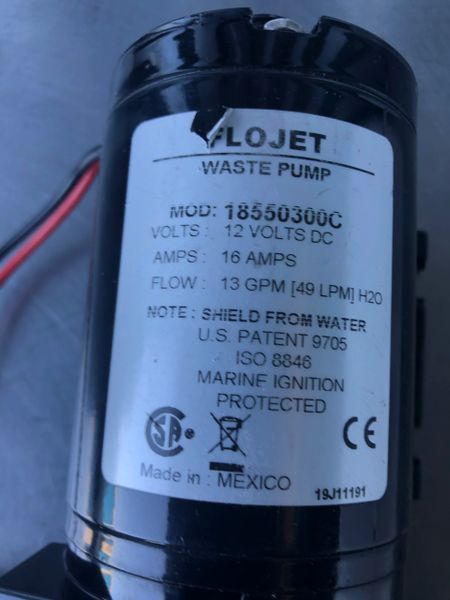 FLOJET
WASTE PUMP
MOD: 18550300C
VOLTS : 12 VOLTS DC
AMPS : 16 AMPS
FLOW : 13 GPM [49 LPM] H2O
NOTE : SHIELD FROM WATER
U.S. PATENT 9705
ISO 8846
MARINE IGNITION
PROTECTED
SA ® CE
Made in : MEXICO
19J11191